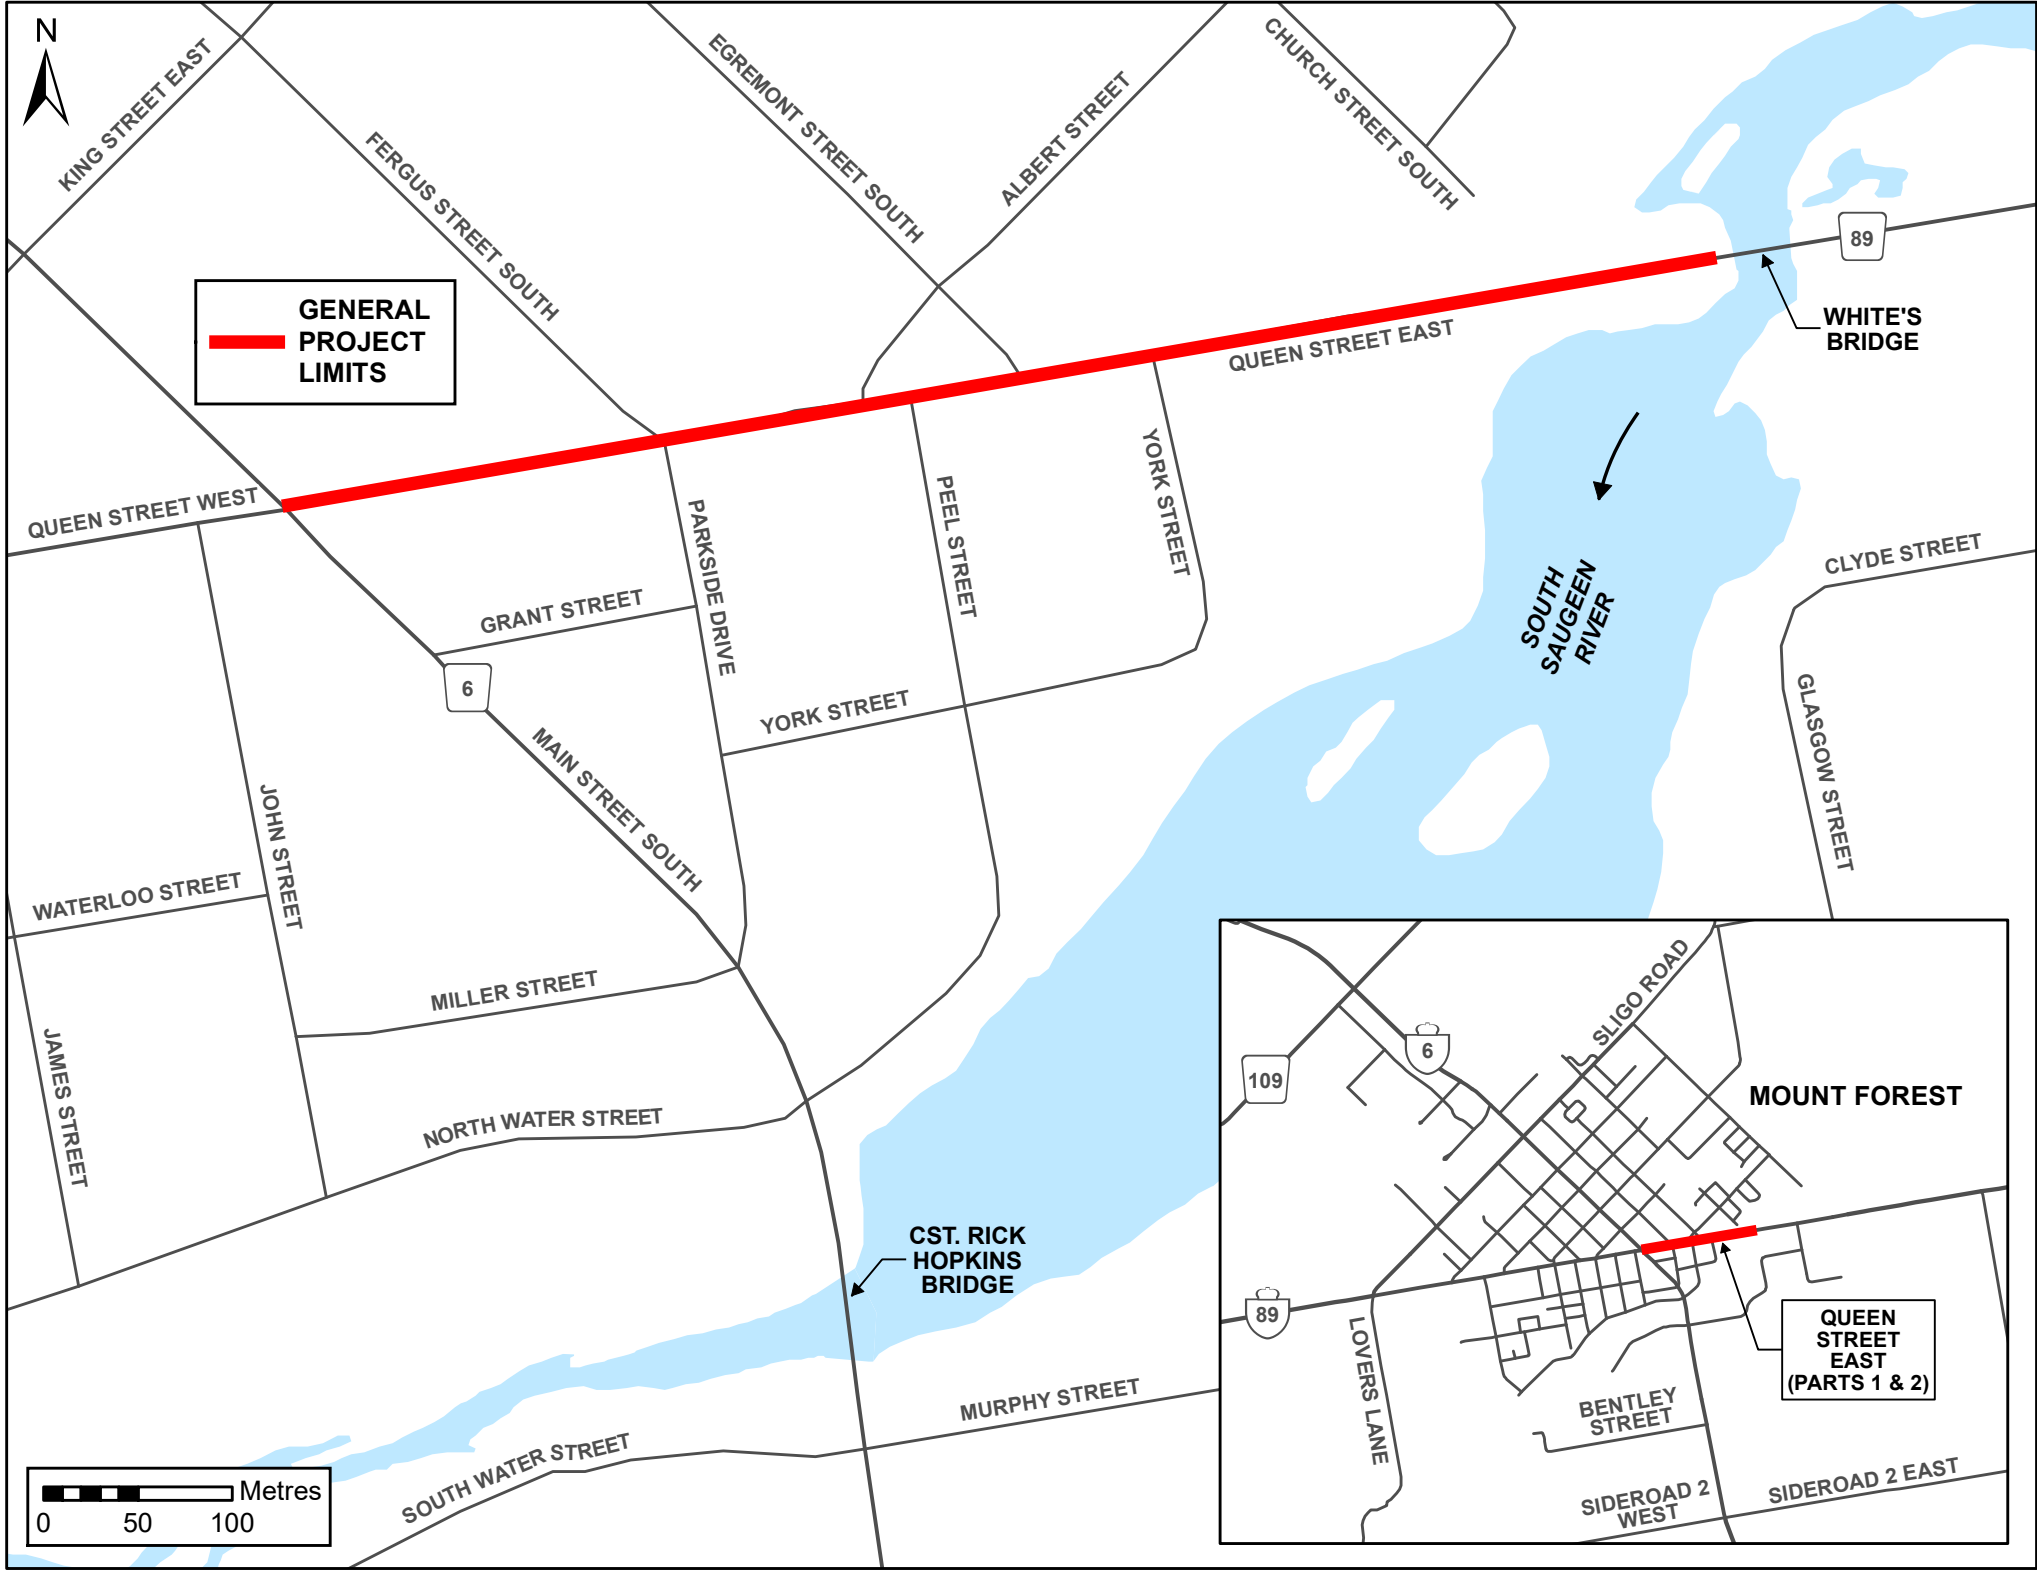 N
KING STREET EAST
FERGUS STREET SOUTH
EGREMONT STREET SOUTH
ALBERT STREET
CHURCH STREET SOUTH
89
WHITE'S
BRIDGE
GENERAL
PROJECT
LIMITS
QUEEN STREET EAST
QUEEN STREET WEST
PARKSIDE DRIVE
PEEL STREET
YORK STREET
SOUTH
SAUGEEN
RIVER
CLYDE STREET
GRANT STREET
6
YORK STREET
MAIN STREET SOUTH
GLASGOW STREET
JOHN STREET
WATERLOO STREET
MILLER STREET
JAMES STREET
NORTH WATER STREET
CST. RICK
HOPKINS
BRIDGE
MURPHY STREET
SOUTH WATER STREET
Metres
0 50 100
SLIGO ROAD
6
109
MOUNT FOREST
89
QUEEN
STREET
EAST
(PARTS 1 & 2)
LOVERS LANE
BENTLEY
STREET
SIDEROAD 2
WEST
SIDEROAD 2 EAST